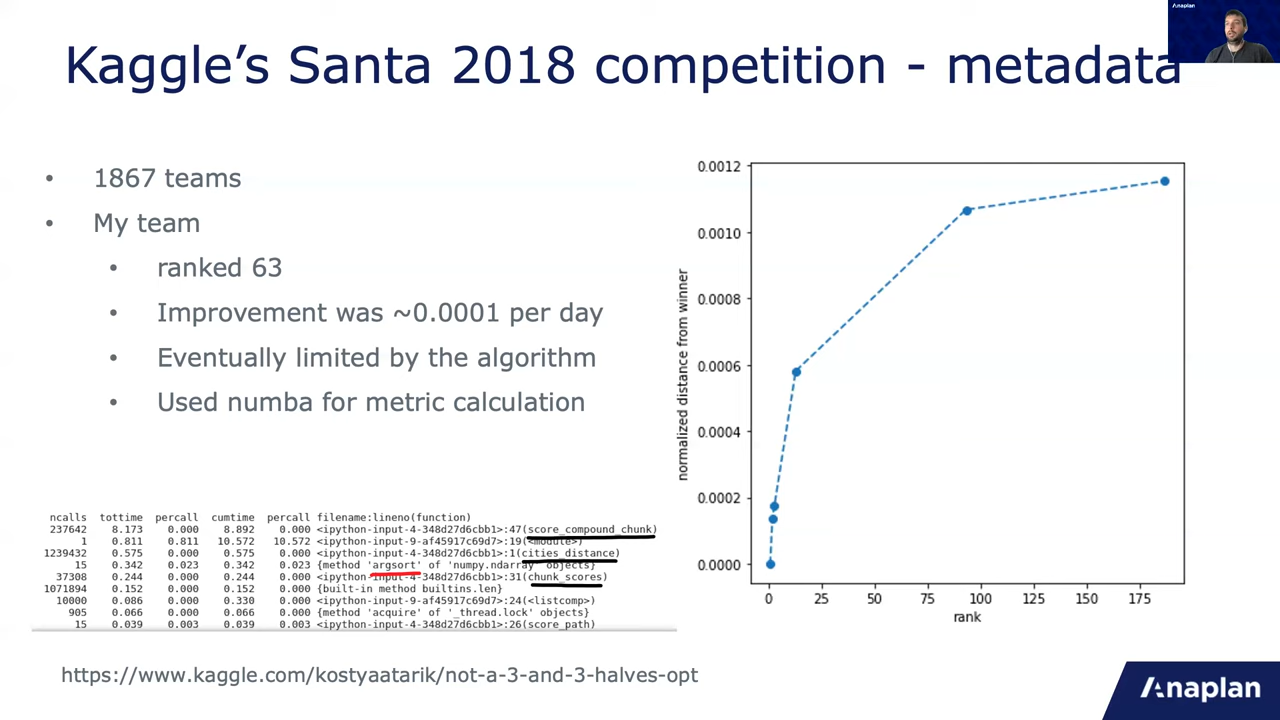 Anaplan
Kaggle's Santa 2018 competition - metadata
• 1867 teams
• My team
• ranked 63
• Improvement was ~0.0001 per day
• Eventually limited by the algorithm
• Used numba for metric calculation
ncalls tottime percall cumtime percall filename:lineno(function)
237642 8.173 0.000 8.892 0.000 <ipython-input-4-348d27d6cbb1>:47(score_compound_chunk)
1 0.811 0.811 10.572 10.572 <ipython-input-9-af45917c69d7>:19(<module>)
1239432 0.575 0.000 0.575 0.000 <ipython-input-4-348d27d6cbb1>:1(cities_distance)
15 0.342 0.023 0.342 0.023 {method 'argsort' of 'numpy.ndarray' objects}
37308 0.244 0.000 0.244 0.000 <ipython-input-4-348d27d6cbb1>:31(chunk_scores)
1071894 0.152 0.000 0.152 0.000 {built-in method builtins.len}
10000 0.086 0.000 0.330 0.000 <ipython-input-9-af45917c69d7>:24(<listcomp>)
905 0.066 0.000 0.066 0.000 {method 'acquire' of '_thread.lock' objects}
15 0.039 0.003 0.039 0.003 <ipython-input-4-348d27d6cbb1>:26(score_path)
https://www.kaggle.com/kostyaatarik/not-a-3-and-3-halves-opt
normalized distance from winner
0.0012
0.0010
0.0008
0.0006
0.0004
0.0002
0.0000
0 25 50 75 100 125 150 175
rank
Anaplan